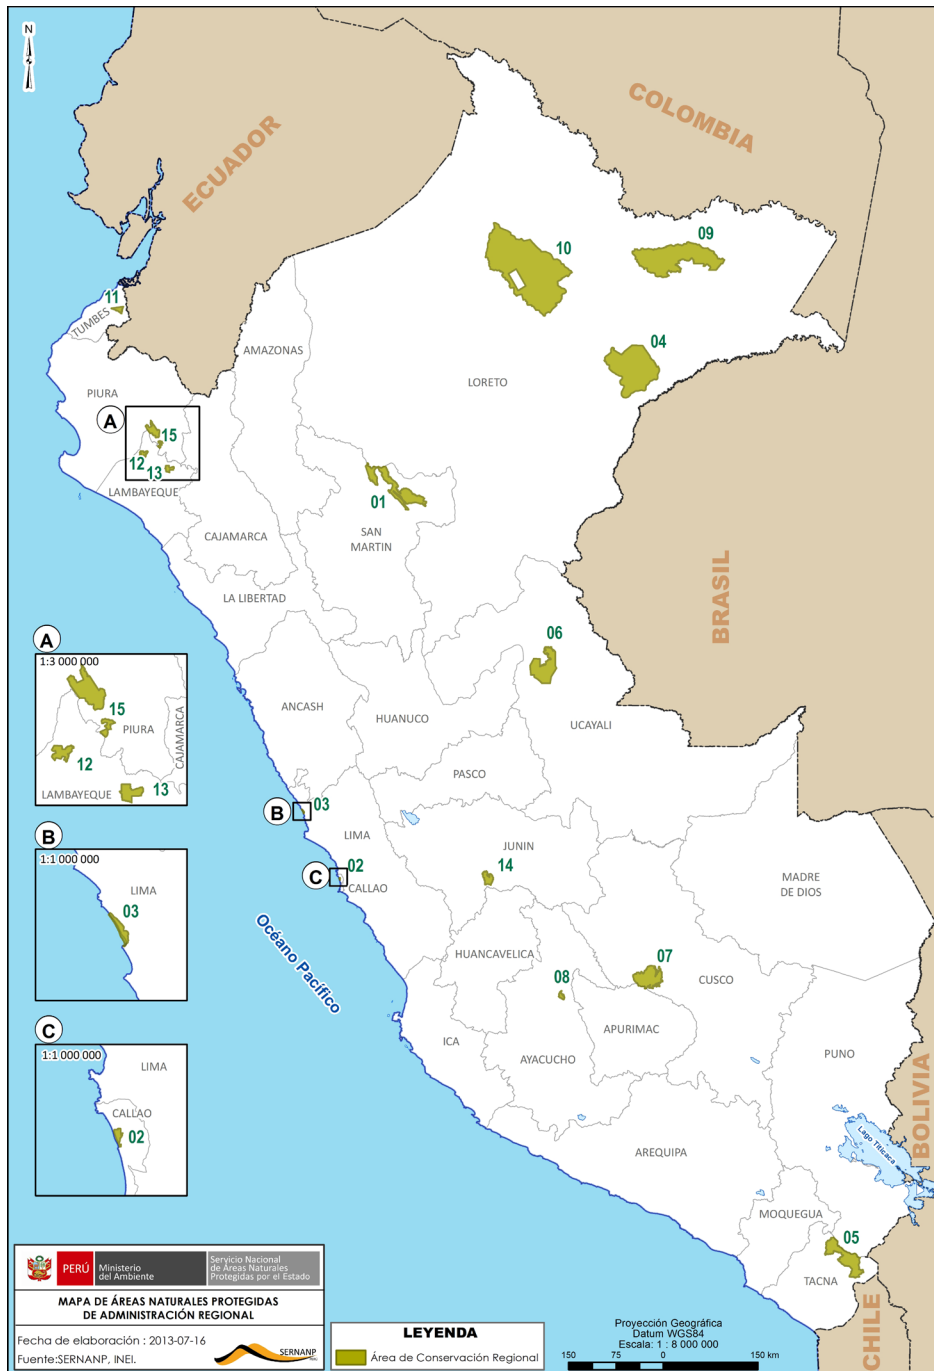 N
COLOMBIA
ECUADOR
10
09
11
TUMBES
AMAZONAS
04
LORETO
PIURA
A
15
12
13
LAMBAYEQUE
01
SAN
MARTIN
CAJAMARCA
BRASIL
LA LIBERTAD
06
A
1:3 000 000
15
PIURA
CAJAMARCA
12
LAMBAYEQUE
13
ANCASH
HUANUCO
UCAYALI
PASCO
B
03
LIMA
JUNIN
14
C
02
CALLAO
MADRE
DE DIOS
B
1:1 000 000
LIMA
03
Océano Pacífico
HUANCAVELICA
07
CUSCO
08
APURIMAC
ICA
AYACUCHO
PUNO
C
1:1 000 000
LIMA
CALLAO
02
BOLIVIA
Lago Titicaca
AREQUIPA
MOQUEGUA
05
TACNA
CHILE
PERÚ
Ministerio
del Ambiente
Servicio Nacional
de Áreas Naturales
Protegidas por el Estado
MAPA DE ÁREAS NATURALES PROTEGIDAS
DE ADMINISTRACIÓN REGIONAL
Fecha de elaboración : 2013-07-16
Fuente:SERNANP, INEI.
SERNANP
LEYENDA
Área de Conservación Regional
Proyección Geográfica
Datum WGS84
Escala: 1 : 8 000 000
150 75 0 150 km